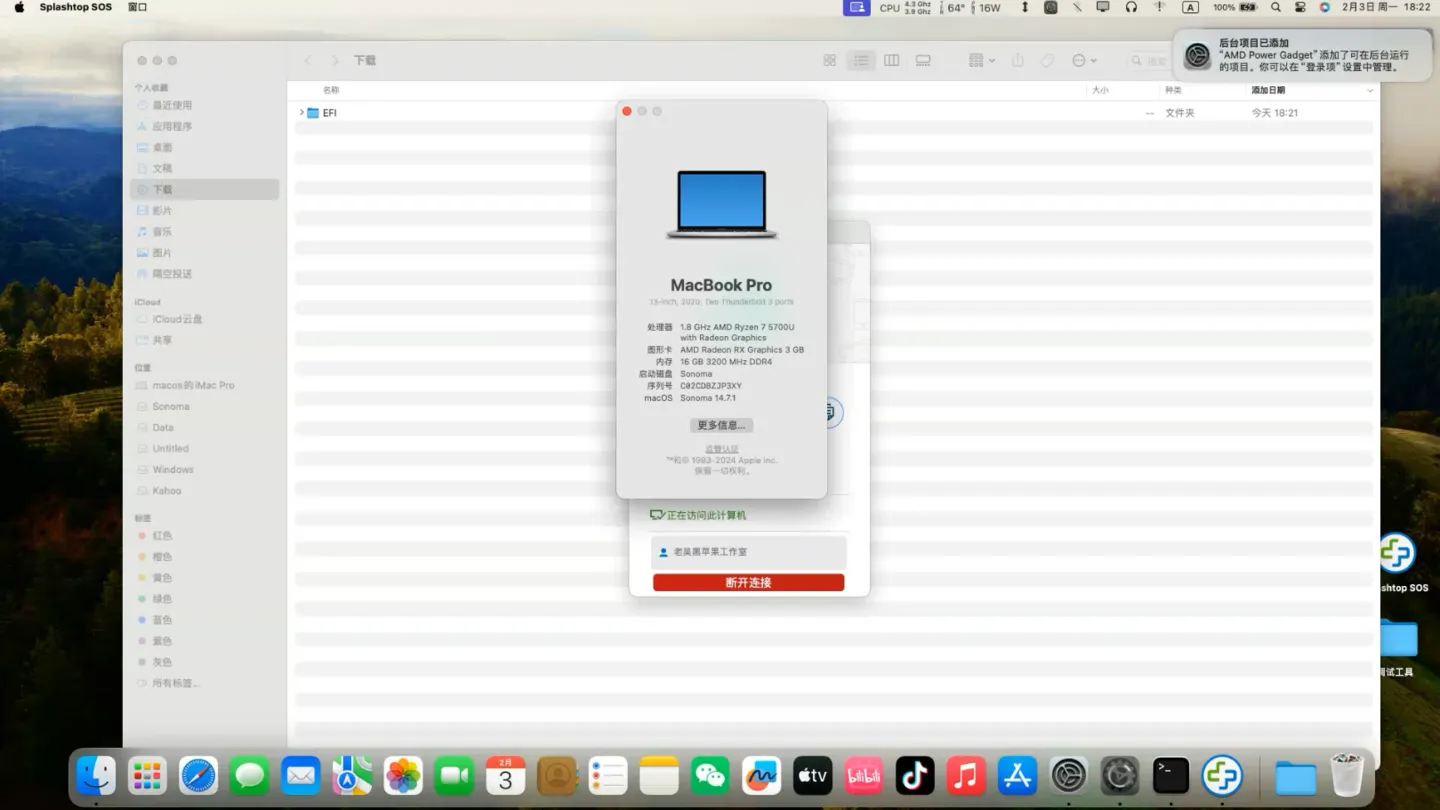 Splashtop SOS 窗口
CPU 4.3 Ghz 3.9 Ghz 64° 16W A 100% 2月3日 周一 18:22
后台项目已添加
“AMD Power Gadget”添加了可在后台运行
的项目。你可以在“登录项”设置中管理。
下载
名称 大小 种类 添加日期
EFI -- 文件夹 今天 18:21
个人收藏
最近使用
应用程序
桌面
文稿
下载
影片
音乐
图片
隔空投送
iCloud
iCloud云盘
共享
位置
macos的iMac Pro
Sonoma
Data
Untitled
Windows
Kahoo
标签
红色
橙色
黄色
绿色
蓝色
紫色
灰色
所有标签...
MacBook Pro
13-inch, 2020, Two Thunderbolt 3 ports
处理器 1.8 GHz AMD Ryzen 7 5700U
with Radeon Graphics
图形卡 AMD Radeon RX Graphics 3 GB
内存 16 GB 3200 MHz DDR4
启动磁盘 Sonoma
序列号 C02CDBZJP3XY
macOS Sonoma 14.7.1
更多信息...
监管认证
™和© 1983-2024 Apple Inc.
保留一切权利。
正在访问此计算机
老吴黑苹果工作室
断开连接
shtop SOS
试工具
2月
3
tv
bilibili